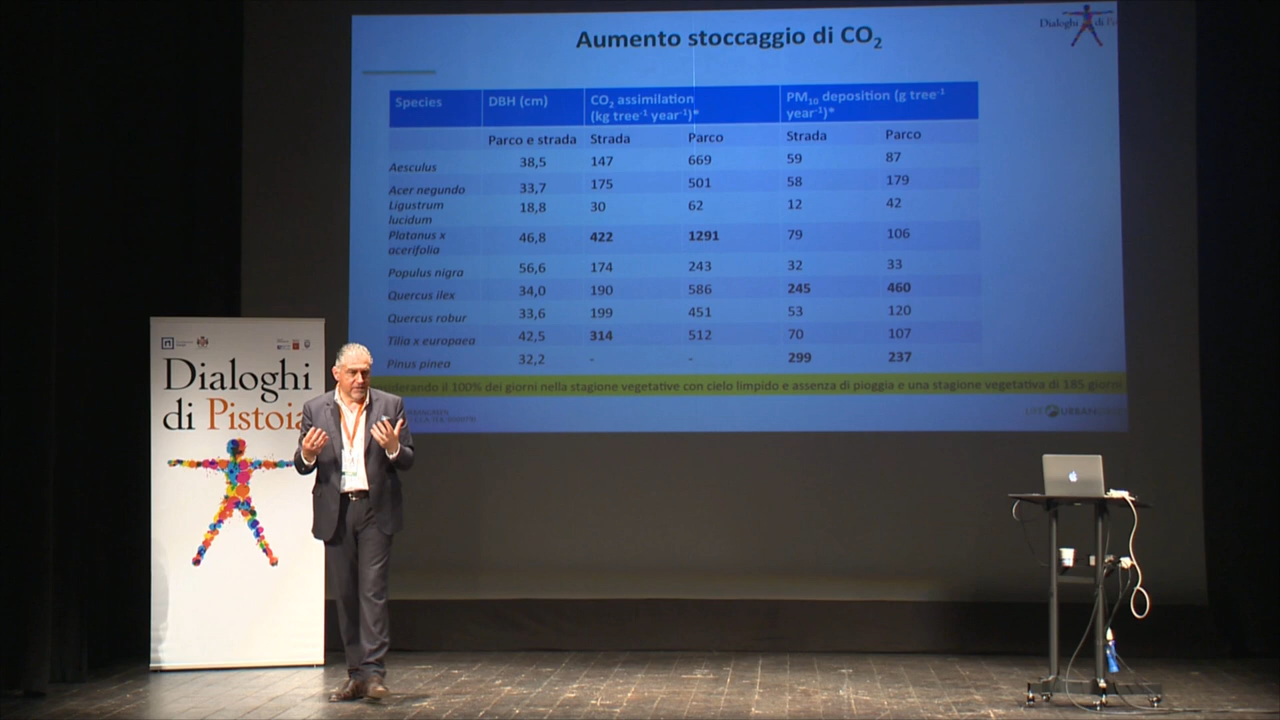 Aumento stoccaggio di CO2
Dialoghi di
Species DBH (cm) CO2 assimilation (kg tree-1 year-1)* PM10 deposition (g tree-1 year-1)*
Parco e strada Strada Parco Strada Parco
Aesculus 38,5 147 669 59 87
Acer negundo 33,7 175 501 58 179
Ligustrum lucidum 18,8 30 62 12 42
Platanus x acerifolia 46,8 422 1291 79 106
Populus nigra 56,6 174 243 32 33
Quercus ilex 34,0 190 586 245 460
Quercus robur 33,6 199 451 53 120
Tilia x europaea 42,5 314 512 70 107
Pinus pinea 32,2 - - 299 237
il 100% dei giorni nella stagione vegetative con cielo limpido e assenza di pioggia e una stagione vegetativa di 185 giorni
LIFE URBAN
Dialoghi
di Pistoia